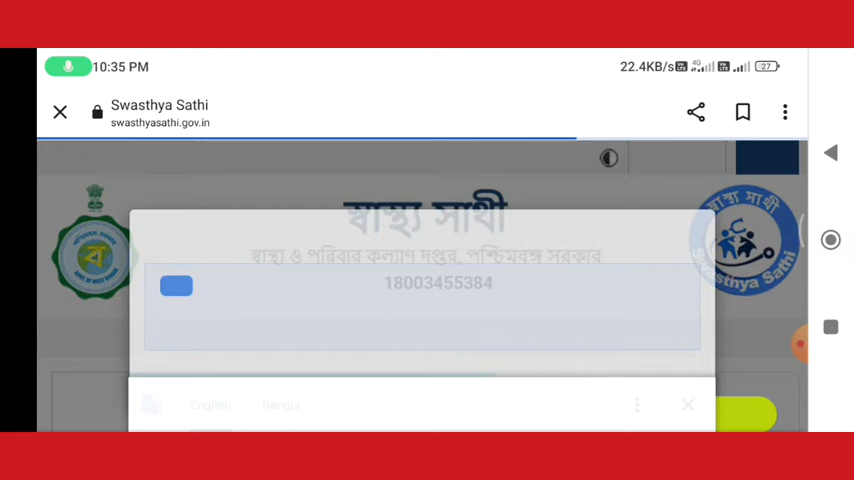 10:35 PM
22.4KB/s 4G 27
Swasthya Sathi
swasthyasathi.gov.in
স্বাস্থ্য সাথী
স্বাস্থ্য ও পরিবার কল্যাণ দপ্তর, পশ্চিমবঙ্গ সরকার
18003455384
স্বাস্থ্য সাথী
Swasthya Sathi
English Bangla